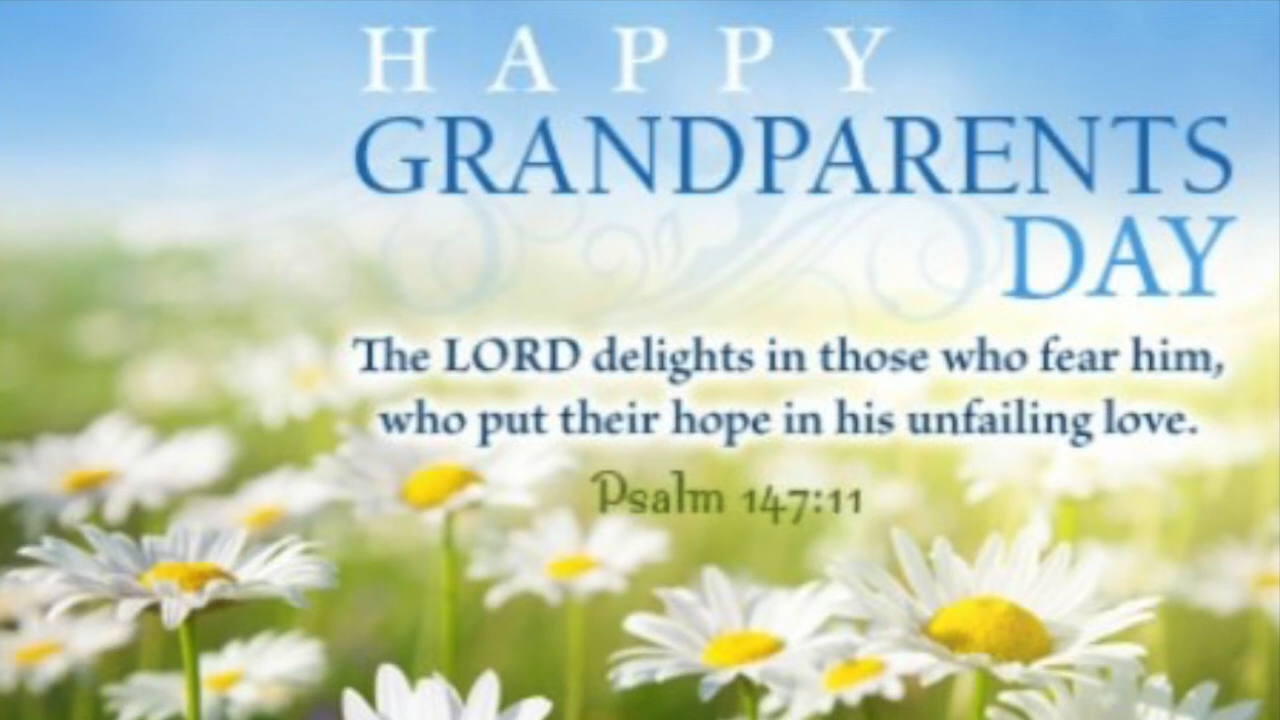 HAPPY
GRANDPARENTS
DAY
The LORD delights in those who fear him,
who put their hope in his unfailing love.
Psalm 147:11